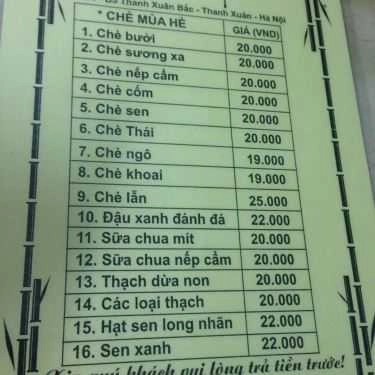 B3 Thanh Xuân Bắc - Thanh Xuân - Hà Nội
* CHÈ MÙA HÈ GIÁ (VND)
1. Chè bưởi 20.000
2. Chè sương xa 20.000
3. Chè nếp cẩm 20.000
4. Chè cốm 20.000
5. Chè sen 20.000
6. Chè Thái 20.000
7. Chè ngô 19.000
8. Chè khoai 19.000
9. Chè lẫn 25.000
10. Đậu xanh đánh đá 22.000
11. Sữa chua mít 20.000
12. Sữa chua nếp cẩm 20.000
13. Thạch dừa non 20.000
14. Các loại thạch 20.000
15. Hạt sen long nhãn 22.000
16. Sen xanh 22.000
Xin quý khách vui lòng trả tiền trước!